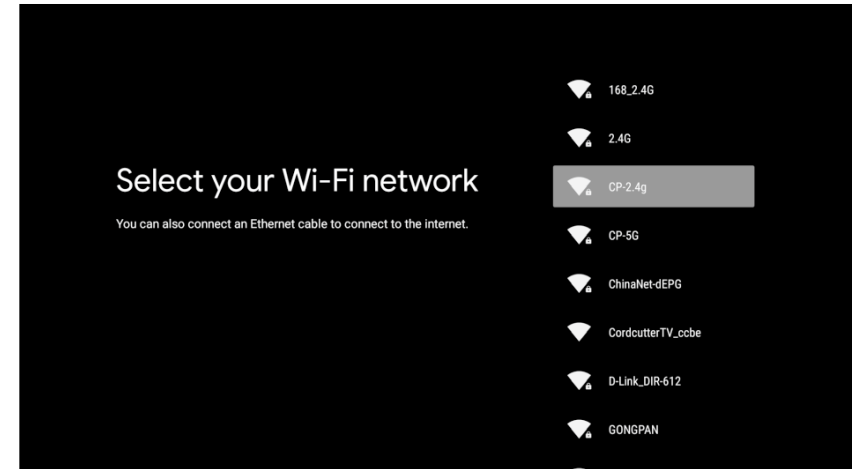 Select your Wi-Fi network
You can also connect an Ethernet cable to connect to the internet.
168_2.4G
2.4G
CP-2.4g
CP-5G
ChinaNet-dEPG
CordcutterTV_ccbe
D-Link_DIR-612
GONGPAN